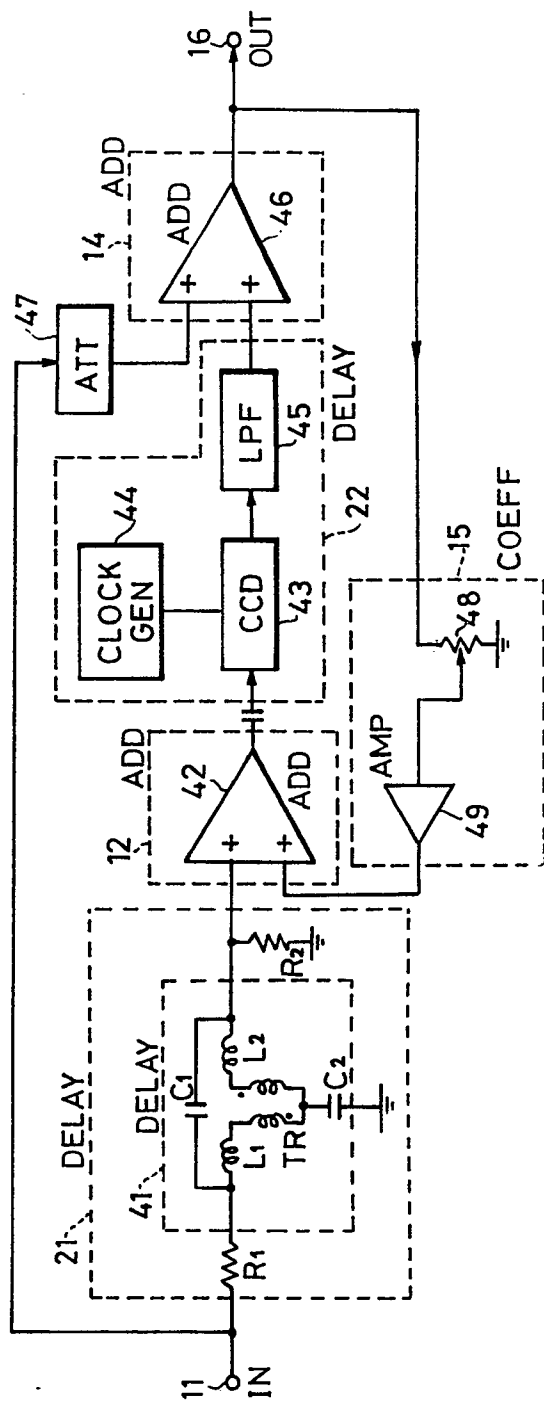 11
IN
21
DELAY
R1
41
DELAY
C1
L1
L2
TR
C2
R2
12
ADD
42
ADD
44
CLOCK
GEN
CCD
43
LPF
45
DELAY
22
47
ATT
14
ADD
ADD
46
16
OUT
15
COEFF
48
AMP
49